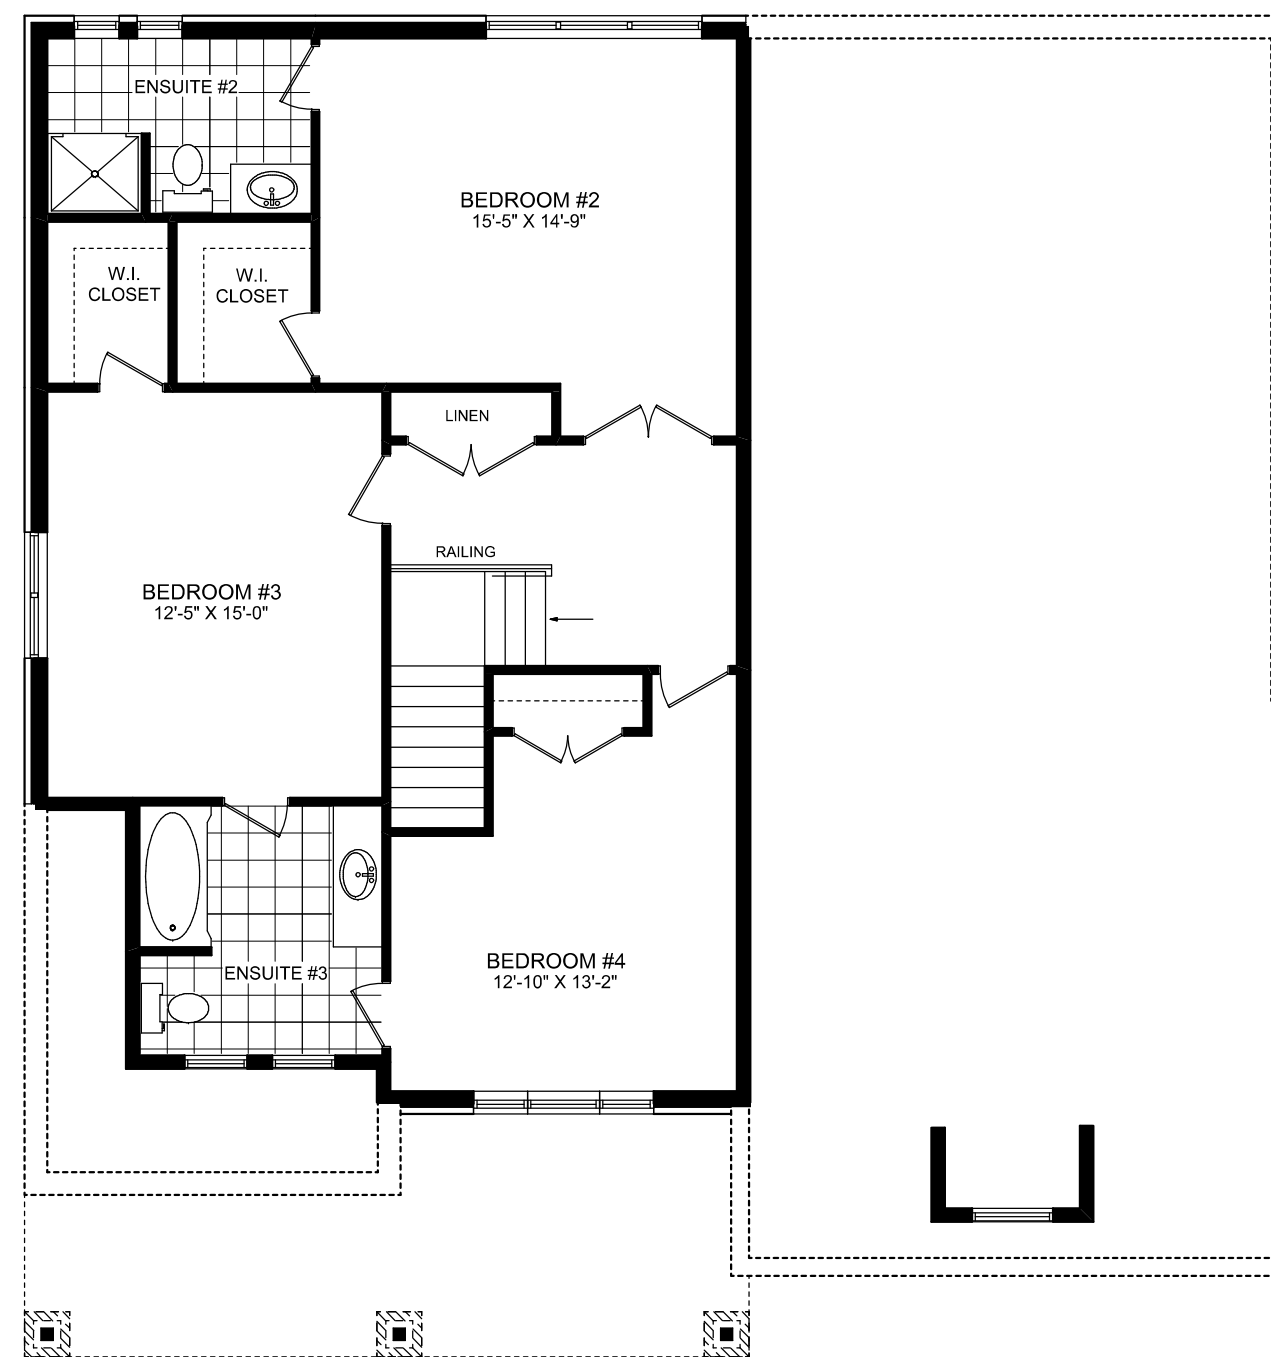 ENSUITE #2
BEDROOM #2
15'-5" X 14'-9"
W.I.
CLOSET
W.I.
CLOSET
LINEN
RAILING
BEDROOM #3
12'-5" X 15'-0"
BEDROOM #4
12'-10" X 13'-2"
ENSUITE #3